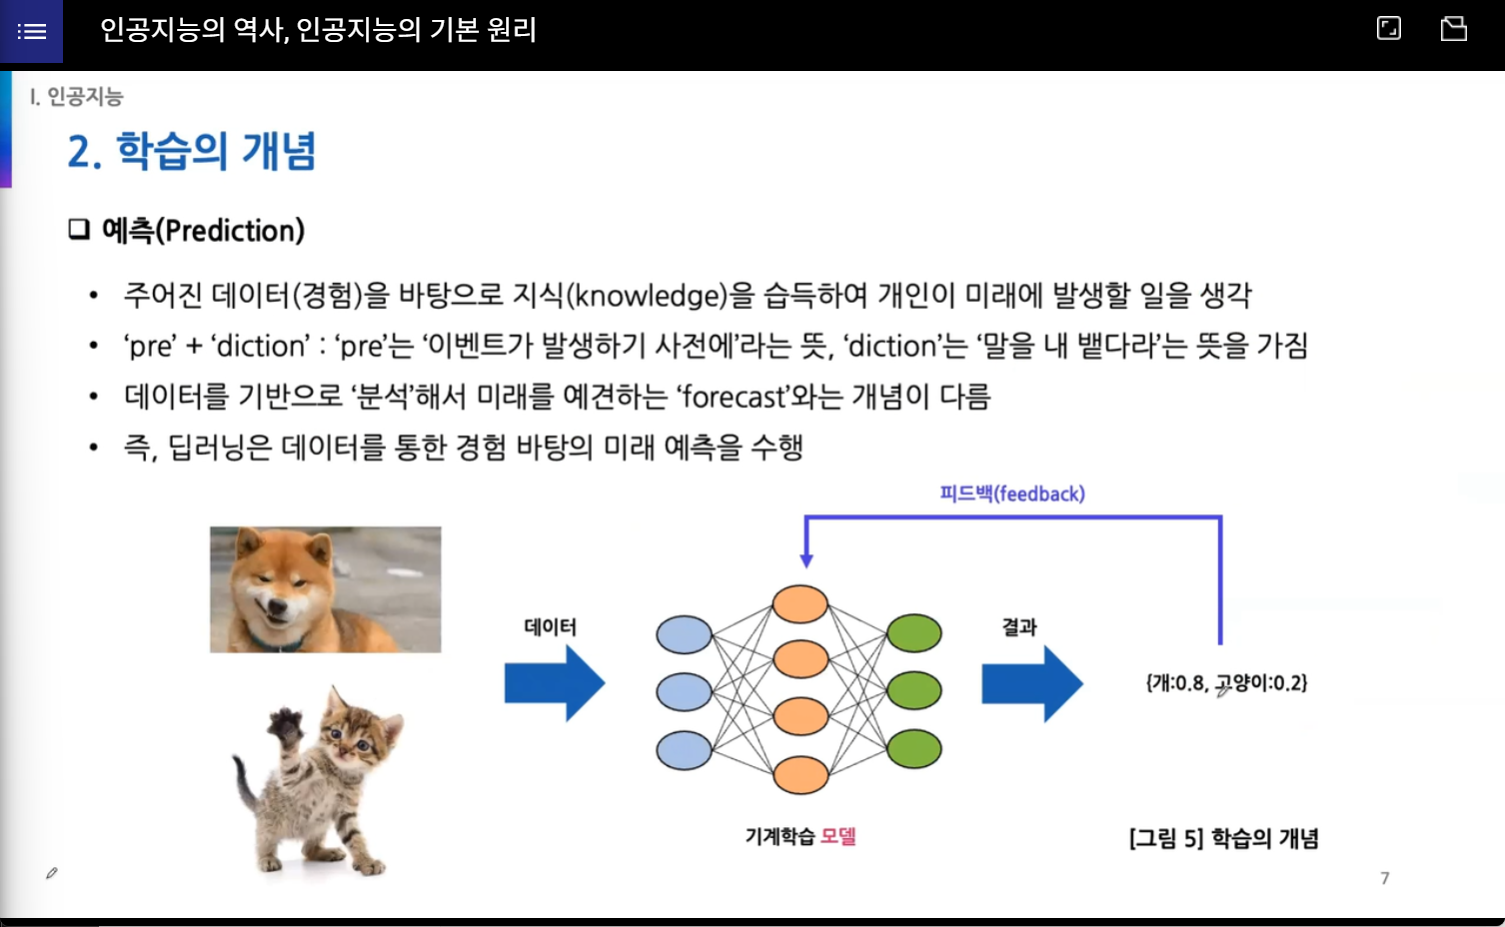 인공지능의 역사, 인공지능의 기본 원리
I. 인공지능
2. 학습의 개념
❑ 예측(Prediction)
• 주어진 데이터(경험)을 바탕으로 지식(knowledge)을 습득하여 개인이 미래에 발생할 일을 생각
• ‘pre’ + ‘diction’ : ‘pre’는 ‘이벤트가 발생하기 사전에’라는 뜻, ‘diction’는 ‘말을 내 뱉다라’는 뜻을 가짐
• 데이터를 기반으로 ‘분석’해서 미래를 예견하는 ‘forecast’와는 개념이 다름
• 즉, 딥러닝은 데이터를 통한 경험 바탕의 미래 예측을 수행
피드백(feedback)
데이터
결과
{개:0.8, 고양이:0.2}
기계학습 모델
[그림 5] 학습의 개념
7